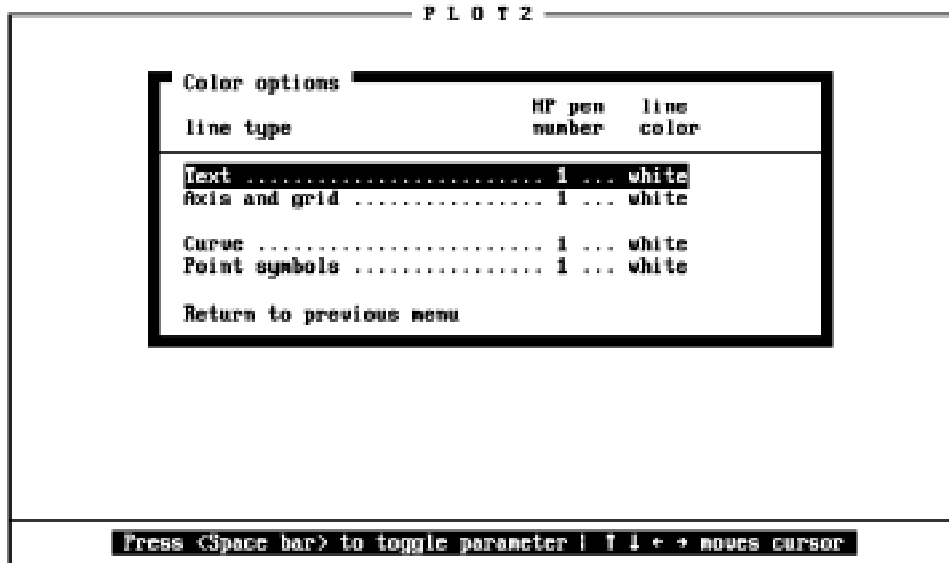 P L O T 2
Color options
HP pen line
line type number color
Text ......................... 1 ... white
Axis and grid ................ 1 ... white
Curve ........................ 1 ... white
Point symbols ................ 1 ... white
Return to previous menu
Press <Space bar> to toggle parameter | ↑ ↓ ← → moves cursor